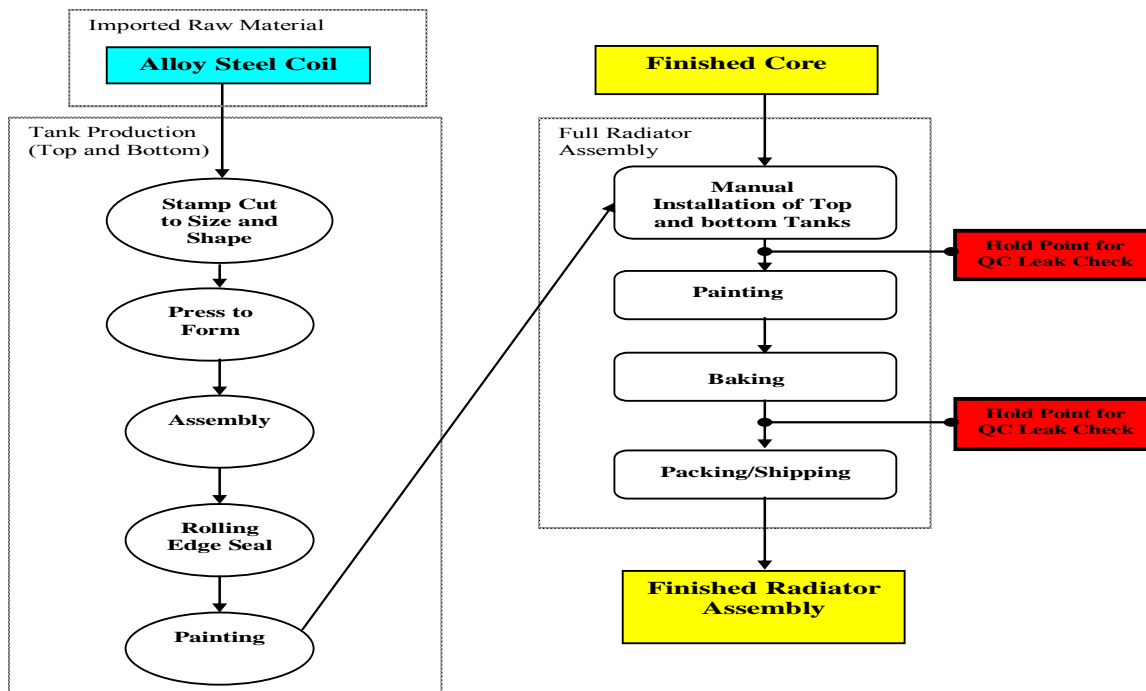 Imported Raw Material
Alloy Steel Coil
Tank Production
(Top and Bottom)
Stamp Cut
to Size and
Shape
Press to
Form
Assembly
Rolling
Edge Seal
Painting
Finished Core
Full Radiator
Assembly
Manual
Installation of Top
and bottom Tanks
Hold Point for
QC Leak Check
Painting
Baking
Hold Point for
QC Leak Check
Packing/Shipping
Finished Radiator
Assembly